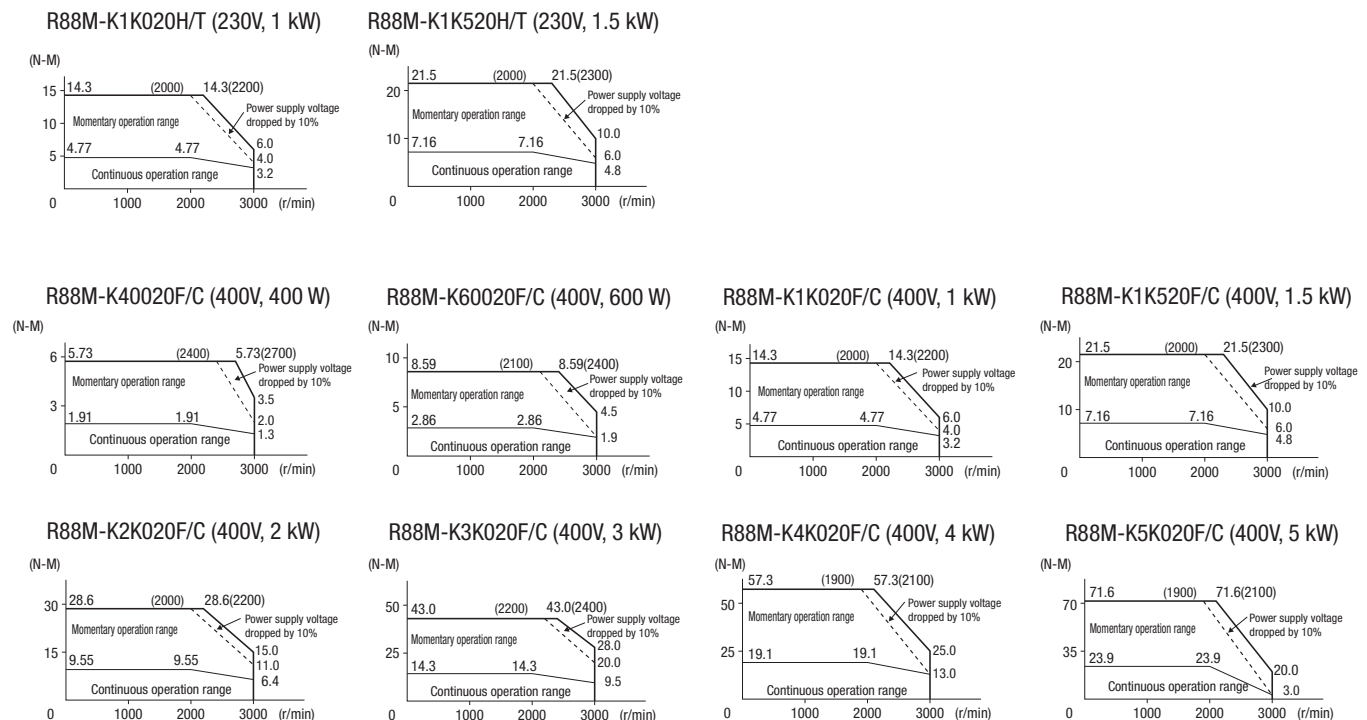 R88M-K1K020H/T (230V, 1 kW)
(N-M)
15
14.3
(2000)
14.3(2200)
Power supply voltage
dropped by 10%
10
Momentary operation range
6.0
5
4.77
4.77
4.0
3.2
Continuous operation range
0
1000
2000
3000
(r/min)
R88M-K1K520H/T (230V, 1.5 kW)
(N-M)
21.5
(2000)
21.5(2300)
20
Power supply voltage
dropped by 10%
Momentary operation range
10
10.0
7.16
7.16
6.0
4.8
Continuous operation range
0
1000
2000
3000
(r/min)
R88M-K40020F/C (400V, 400 W)
(N-M)
6
5.73
(2400)
5.73(2700)
Power supply voltage
dropped by 10%
Momentary operation range
3.5
3
1.91
1.91
2.0
1.3
Continuous operation range
0
1000
2000
3000
(r/min)
R88M-K60020F/C (400V, 600 W)
(N-M)
10
8.59
(2100)
8.59(2400)
Power supply voltage
dropped by 10%
Momentary operation range
5
4.5
2.86
2.86
1.9
Continuous operation range
0
1000
2000
3000
(r/min)
R88M-K1K020F/C (400V, 1 kW)
(N-M)
15
14.3
(2000)
14.3(2200)
Power supply voltage
dropped by 10%
10
Momentary operation range
6.0
5
4.77
4.77
4.0
3.2
Continuous operation range
0
1000
2000
3000
(r/min)
R88M-K1K520F/C (400V, 1.5 kW)
(N-M)
21.5
(2000)
21.5(2300)
20
Power supply voltage
dropped by 10%
Momentary operation range
10
10.0
7.16
7.16
6.0
4.8
Continuous operation range
0
1000
2000
3000
(r/min)
R88M-K2K020F/C (400V, 2 kW)
(N-M)
30
28.6
(2000)
28.6(2200)
Power supply voltage
dropped by 10%
Momentary operation range
15
15.0
9.55
9.55
11.0
6.4
Continuous operation range
0
1000
2000
3000
(r/min)
R88M-K3K020F/C (400V, 3 kW)
(N-M)
50
43.0
(2200)
43.0(2400)
Power supply voltage
dropped by 10%
Momentary operation range
28.0
25
20.0
14.3
14.3
9.5
Continuous operation range
0
1000
2000
3000
(r/min)
R88M-K4K020F/C (400V, 4 kW)
(N-M)
57.3
(1900)
57.3(2100)
50
Power supply voltage
dropped by 10%
Momentary operation range
25
25.0
19.1
19.1
13.0
Continuous operation range
0
1000
2000
3000
(r/min)
R88M-K5K020F/C (400V, 5 kW)
(N-M)
70
71.6
(1900)
71.6(2100)
Power supply voltage
dropped by 10%
Momentary operation range
35
23.9
23.9
20.0
3.0
Continuous operation range
0
1000
2000
3000
(r/min)